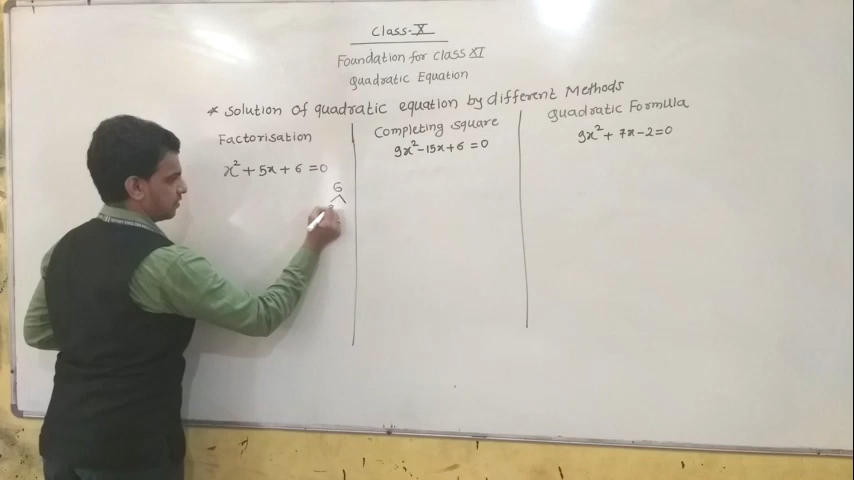 Class-X
Foundation for class XI
Quadratic Equation
* Solution of quadratic equation by different Methods
Factorisation
x² + 5x + 6 = 0
6
Completing square
9x² - 15x + 6 = 0
Quadratic Formula
9x² + 7x - 2 = 0